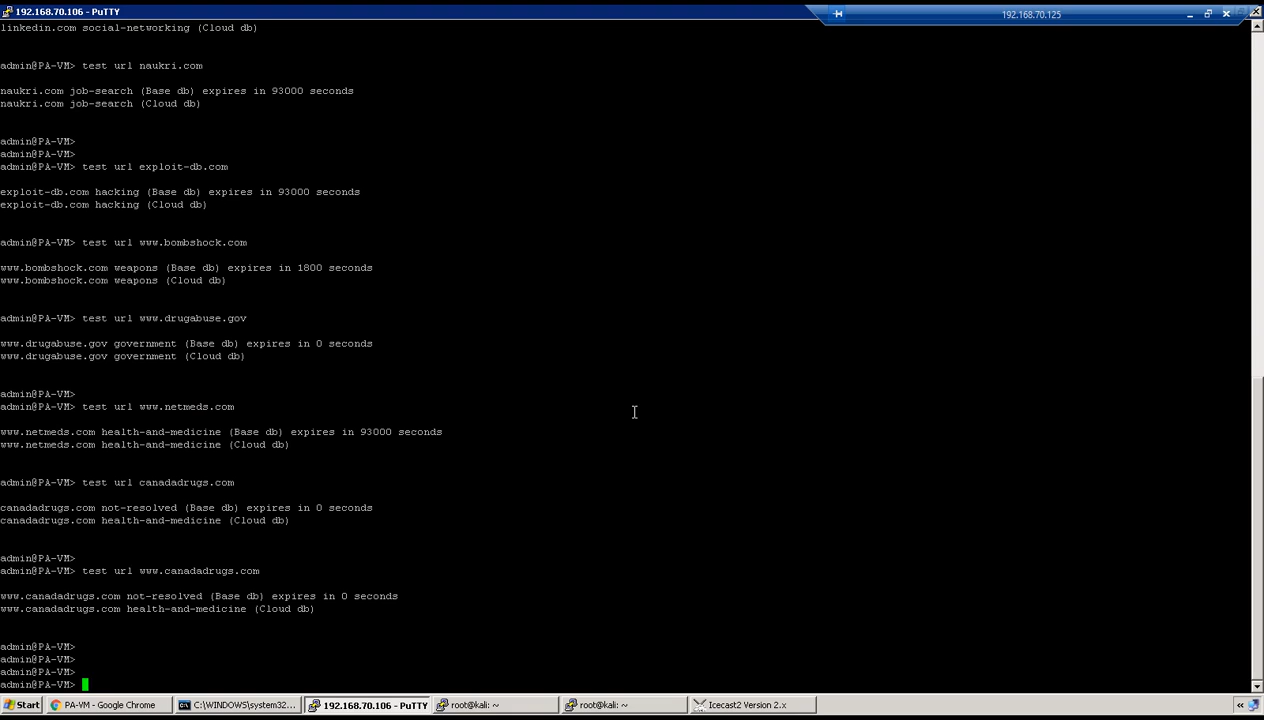 192.168.70.106 - PuTTY
192.168.70.125
linkedin.com social-networking (Cloud db)
admin@PA-VM> test url naukri.com
naukri.com job-search (Base db) expires in 93000 seconds
naukri.com job-search (Cloud db)
admin@PA-VM>
admin@PA-VM>
admin@PA-VM> test url exploit-db.com
exploit-db.com hacking (Base db) expires in 93000 seconds
exploit-db.com hacking (Cloud db)
admin@PA-VM> test url www.bombshock.com
www.bombshock.com weapons (Base db) expires in 1800 seconds
www.bombshock.com weapons (Cloud db)
admin@PA-VM> test url www.drugabuse.gov
www.drugabuse.gov government (Base db) expires in 0 seconds
www.drugabuse.gov government (Cloud db)
admin@PA-VM>
admin@PA-VM> test url www.netmeds.com
www.netmeds.com health-and-medicine (Base db) expires in 93000 seconds
www.netmeds.com health-and-medicine (Cloud db)
admin@PA-VM> test url canadadrugs.com
canadadrugs.com not-resolved (Base db) expires in 0 seconds
canadadrugs.com health-and-medicine (Cloud db)
admin@PA-VM>
admin@PA-VM> test url www.canadadrugs.com
www.canadadrugs.com not-resolved (Base db) expires in 0 seconds
www.canadadrugs.com health-and-medicine (Cloud db)
admin@PA-VM>
admin@PA-VM>
admin@PA-VM>
admin@PA-VM>
Start
PA-VM - Google Chrome
C:\WINDOWS\system32...
192.168.70.106 - PuTTY
root@kali: ~
root@kali: ~
Icecast2 Version 2.x